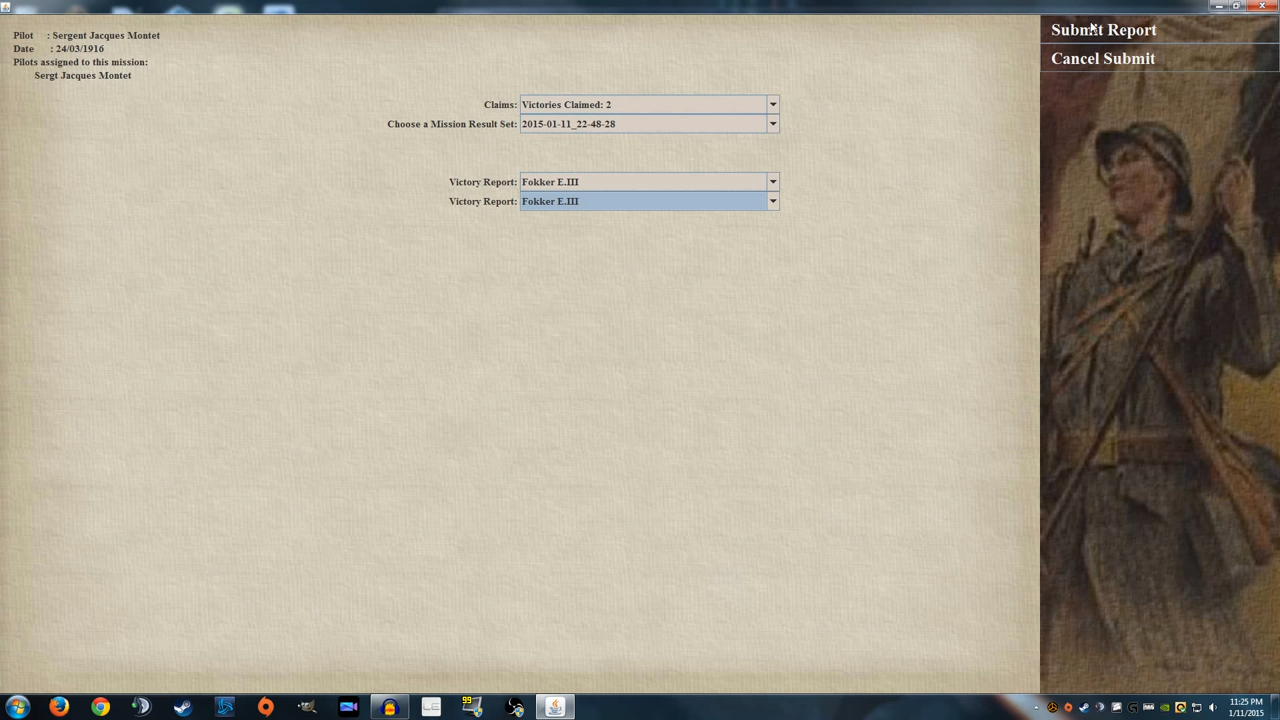 Pilot : Sergent Jacques Montet
Date : 24/03/1916
Pilots assigned to this mission:
Sergt Jacques Montet
Claims: Victories Claimed: 2
Choose a Mission Result Set: 2015-01-11_22-48-28
Victory Report: Fokker E.III
Victory Report: Fokker E.III
Submit Report
Cancel Submit
99
11:25 PM
1/11/2015